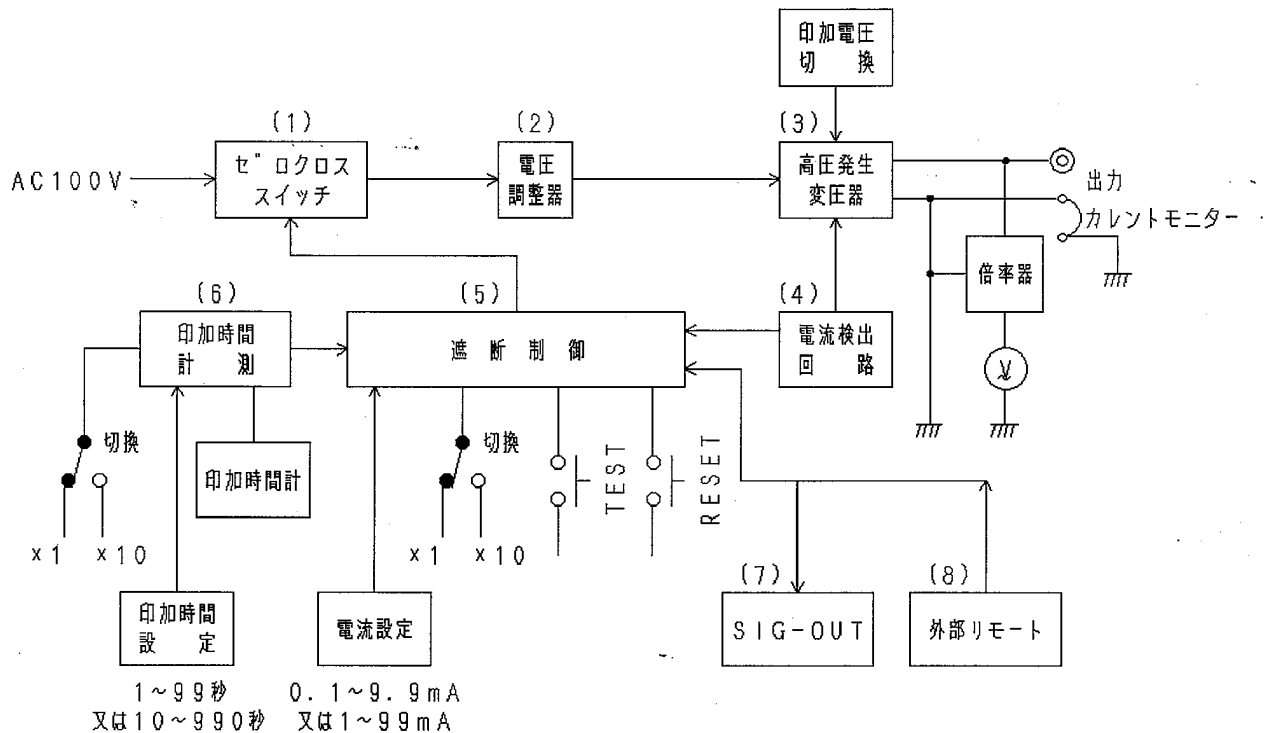 印加電圧
切 換
(1)
(2)
(3)
AC100V
ゼロクロス
スイッチ
電圧
調整器
高圧発生
変圧器
出力
カレントモニター
倍率器
V
(6)
(5)
(4)
印加時間
計 測
遮断制御
電流検出
回 路
切換
印加時間計
×1 ×10
切換
×1 ×10
TEST
RESET
(7)
(8)
印加時間
設 定
電流設定
SIG-OUT
外部リモート
1~99秒
又は10~990秒
0.1~9.9mA
又は1~99mA